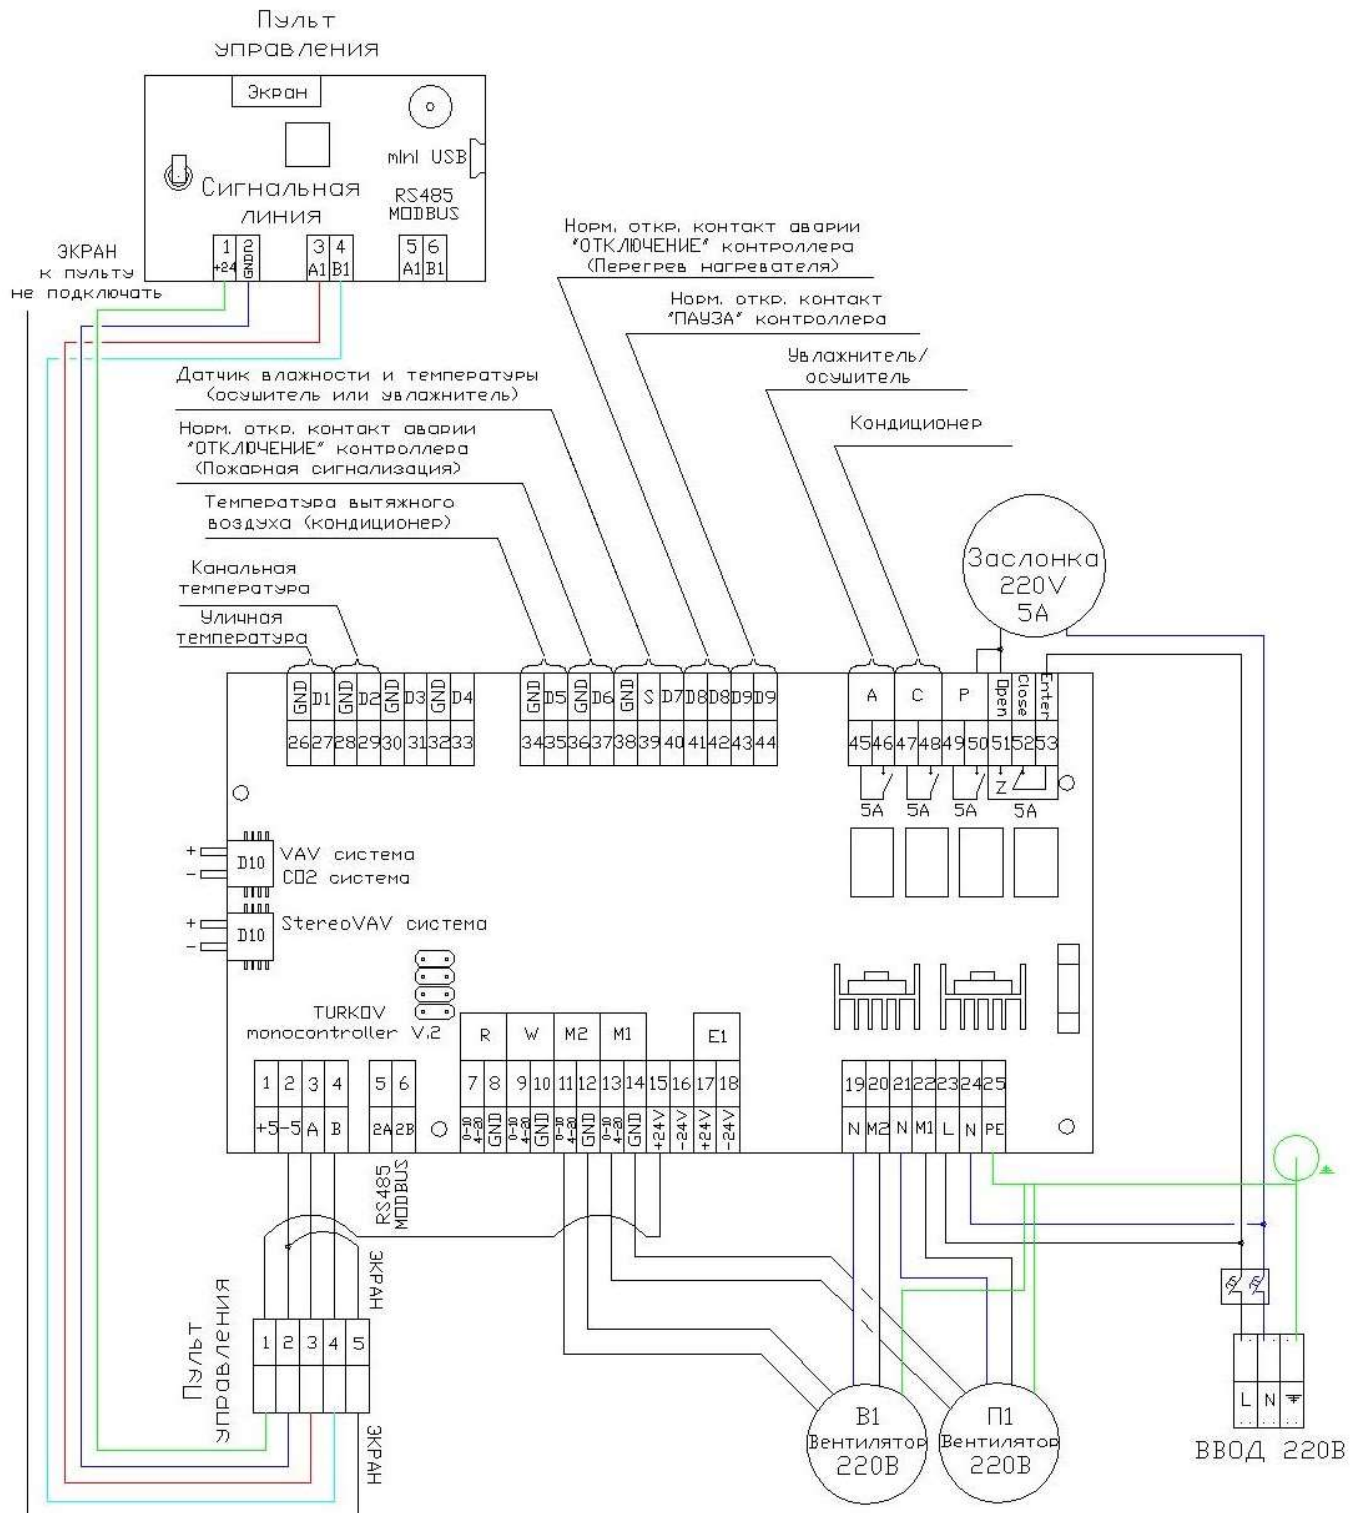 Пульт
управления
Экран
mini USB
Сигнальная
линия
RS485
MODBUS
1 2 3 4 5 6
+24 GND A1 B1 A1 B1
ЭКРАН
к пульту
не подключать
Норм. откр. контакт аварии
"ОТКЛЮЧЕНИЕ" контроллера
(Перегрев нагревателя)
Норм. откр. контакт
"ПАУЗА" контроллера
Увлажнитель/
осушитель
Кондиционер
Датчик влажности и температуры
(осушитель или увлажнитель)
Норм. откр. контакт аварии
"ОТКЛЮЧЕНИЕ" контроллера
(Пожарная сигнализация)
Температура вытяжного
воздуха (кондиционер)
Канальная
температура
Уличная
температура
Заслонка
220V
5A
GND D1 GND D2 GND D3 GND D4 GND D5 GND D6 GND S D7 D8 D8 D9 D9 A C P Open Close Enter
26 27 28 29 30 31 32 33 34 35 36 37 38 39 40 41 42 43 44 45 46 47 48 49 50 51 52 53
Z
5A 5A 5A 5A
+
-
D10
VAV система
CO2 система
+
-
D10
StereoVAV система
TURKOV
monocontroller V.2
R W M2 M1 E1
1 2 3 4 5 6 7 8 9 10 11 12 13 14 15 16 17 18 19 20 21 22 23 24 25
+5 -5 A B 2A 2B 0-10 4-20 GND 0-10 4-20 GND 0-10 4-20 GND 0-10 4-20 GND +24V -24V +24V -24V N M2 N M1 L N PE
RS485
MODBUS
ЭКРАН
Пульт
управления
1 2 3 4 5
ЭКРАН
В1
Вентилятор
220В
П1
Вентилятор
220В
L N
ВВОД 220В